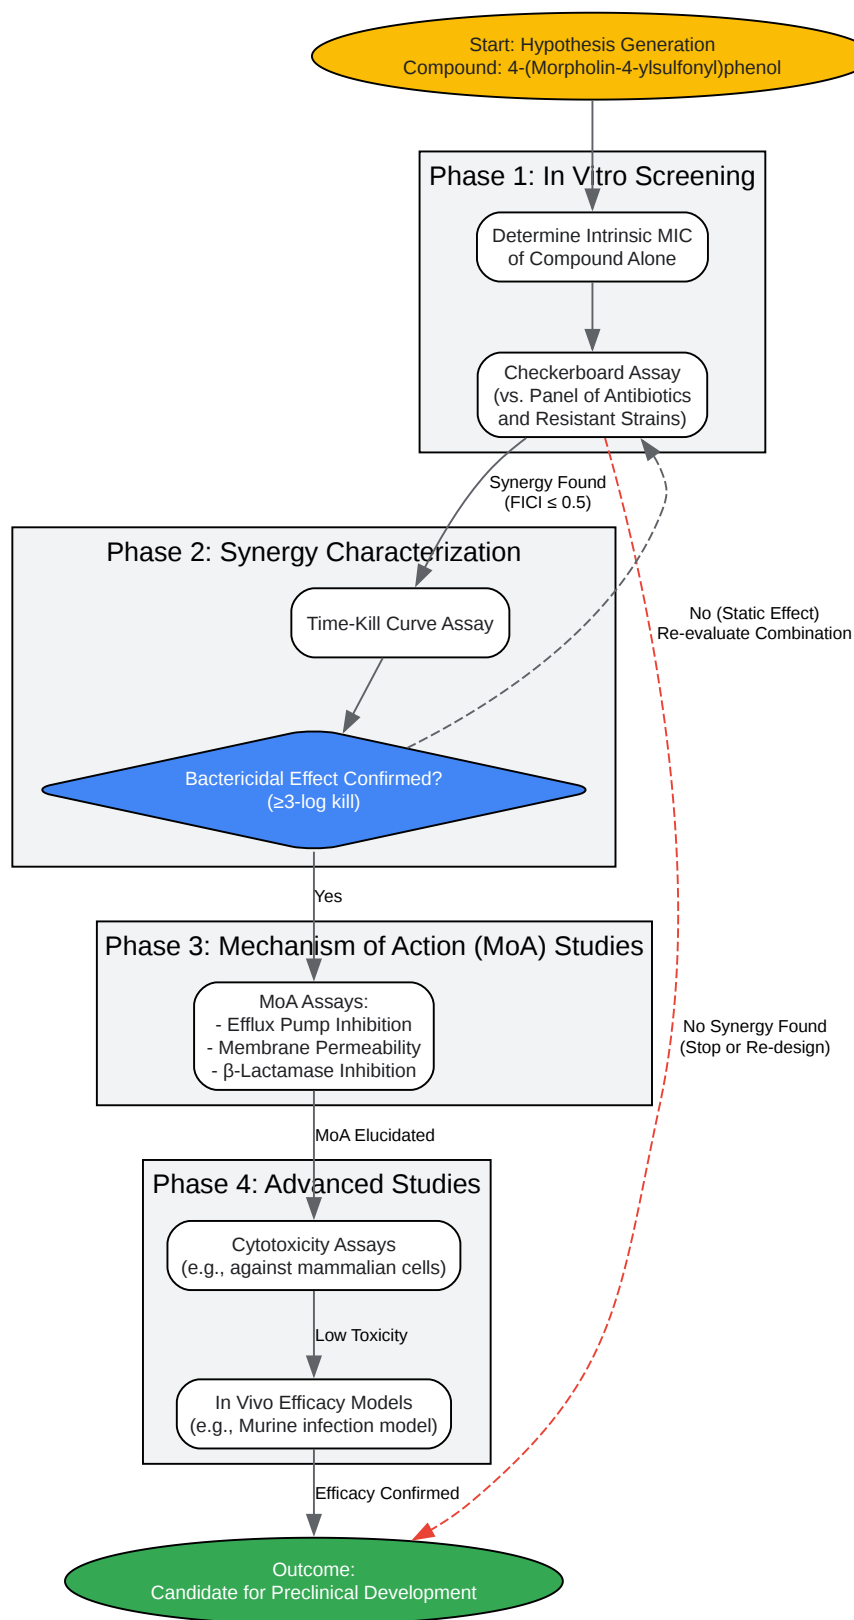 Start: Hypothesis Generation
Compound: 4-(Morpholin-4-ylsulfonyl)phenol
Phase 1: In Vitro Screening
Determine Intrinsic MIC
of Compound Alone
Checkerboard Assay
(vs. Panel of Antibiotics
and Resistant Strains)
Synergy Found
(FICI ≤ 0.5)
Phase 2: Synergy Characterization
Time-Kill Curve Assay
No (Static Effect)
Re-evaluate Combination
Bactericidal Effect Confirmed?
(≥3-log kill)
Yes
Phase 3: Mechanism of Action (MoA) Studies
MoA Assays:
- Efflux Pump Inhibition
- Membrane Permeability
- β-Lactamase Inhibition
No Synergy Found
(Stop or Re-design)
MoA Elucidated
Phase 4: Advanced Studies
Cytotoxicity Assays
(e.g., against mammalian cells)
Low Toxicity
In Vivo Efficacy Models
(e.g., Murine infection model)
Efficacy Confirmed
Outcome:
Candidate for Preclinical Development